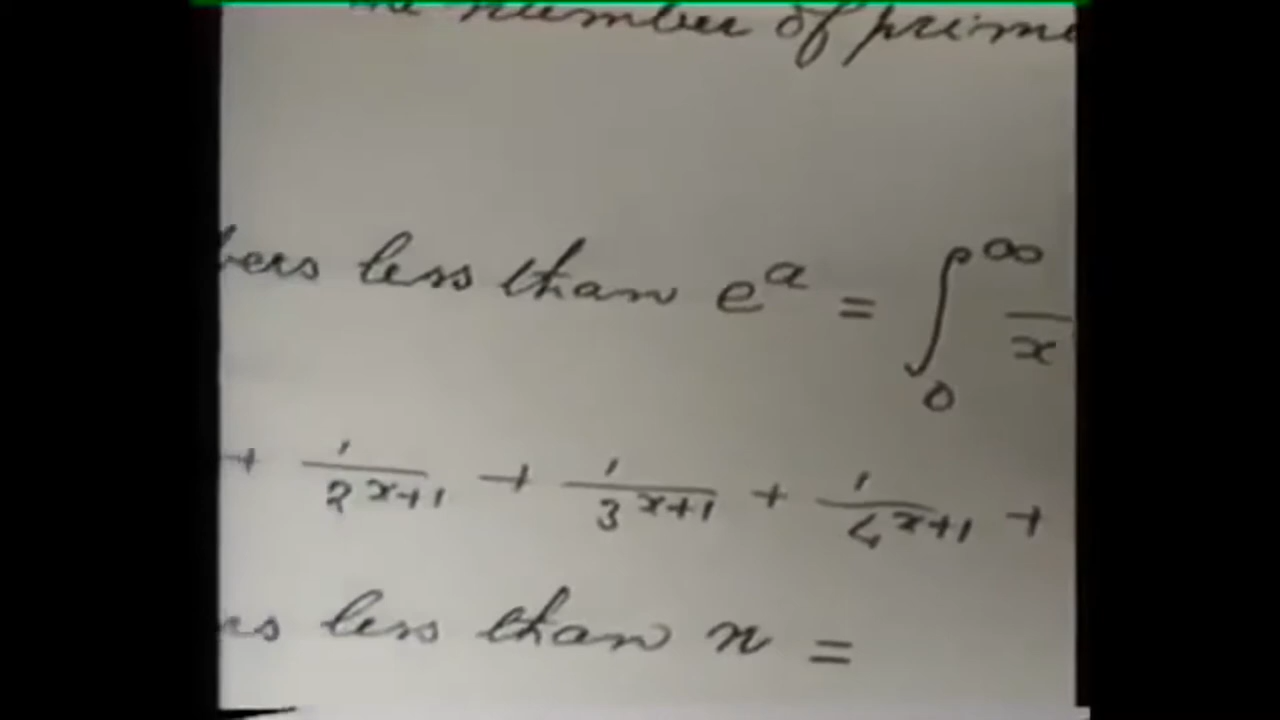 the number of prime
bers less than e^a = ∫_0^∞ /x
+ 1/2^{x+1} + 1/3^{x+1} + 1/4^{x+1} +
rs less than n =